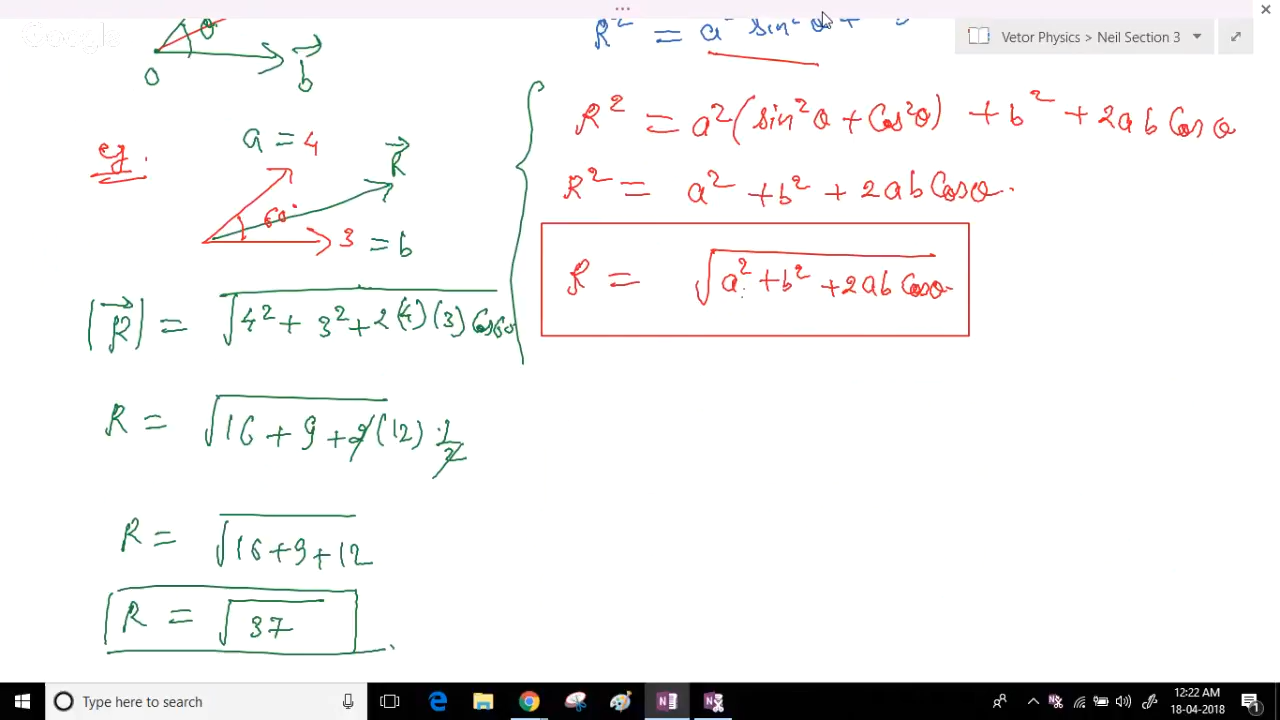 Google
Vetor Physics > Neil Section 3
θ
O
b
R² = a² sin²θ +
R² = a²(sin²θ + Cos²θ) + b² + 2ab Cosθ
R² = a² + b² + 2ab Cosθ.
R = √a² + b² + 2ab Cosθ
eg.
a = 4
R
60°
3 = b
|R| = √4² + 3² + 2(4)(3) Cos60
R = √16 + 9 + 2(12) 1/2
R = √16+9+12
R = √37
Type here to search
12:22 AM
18-04-2018
1